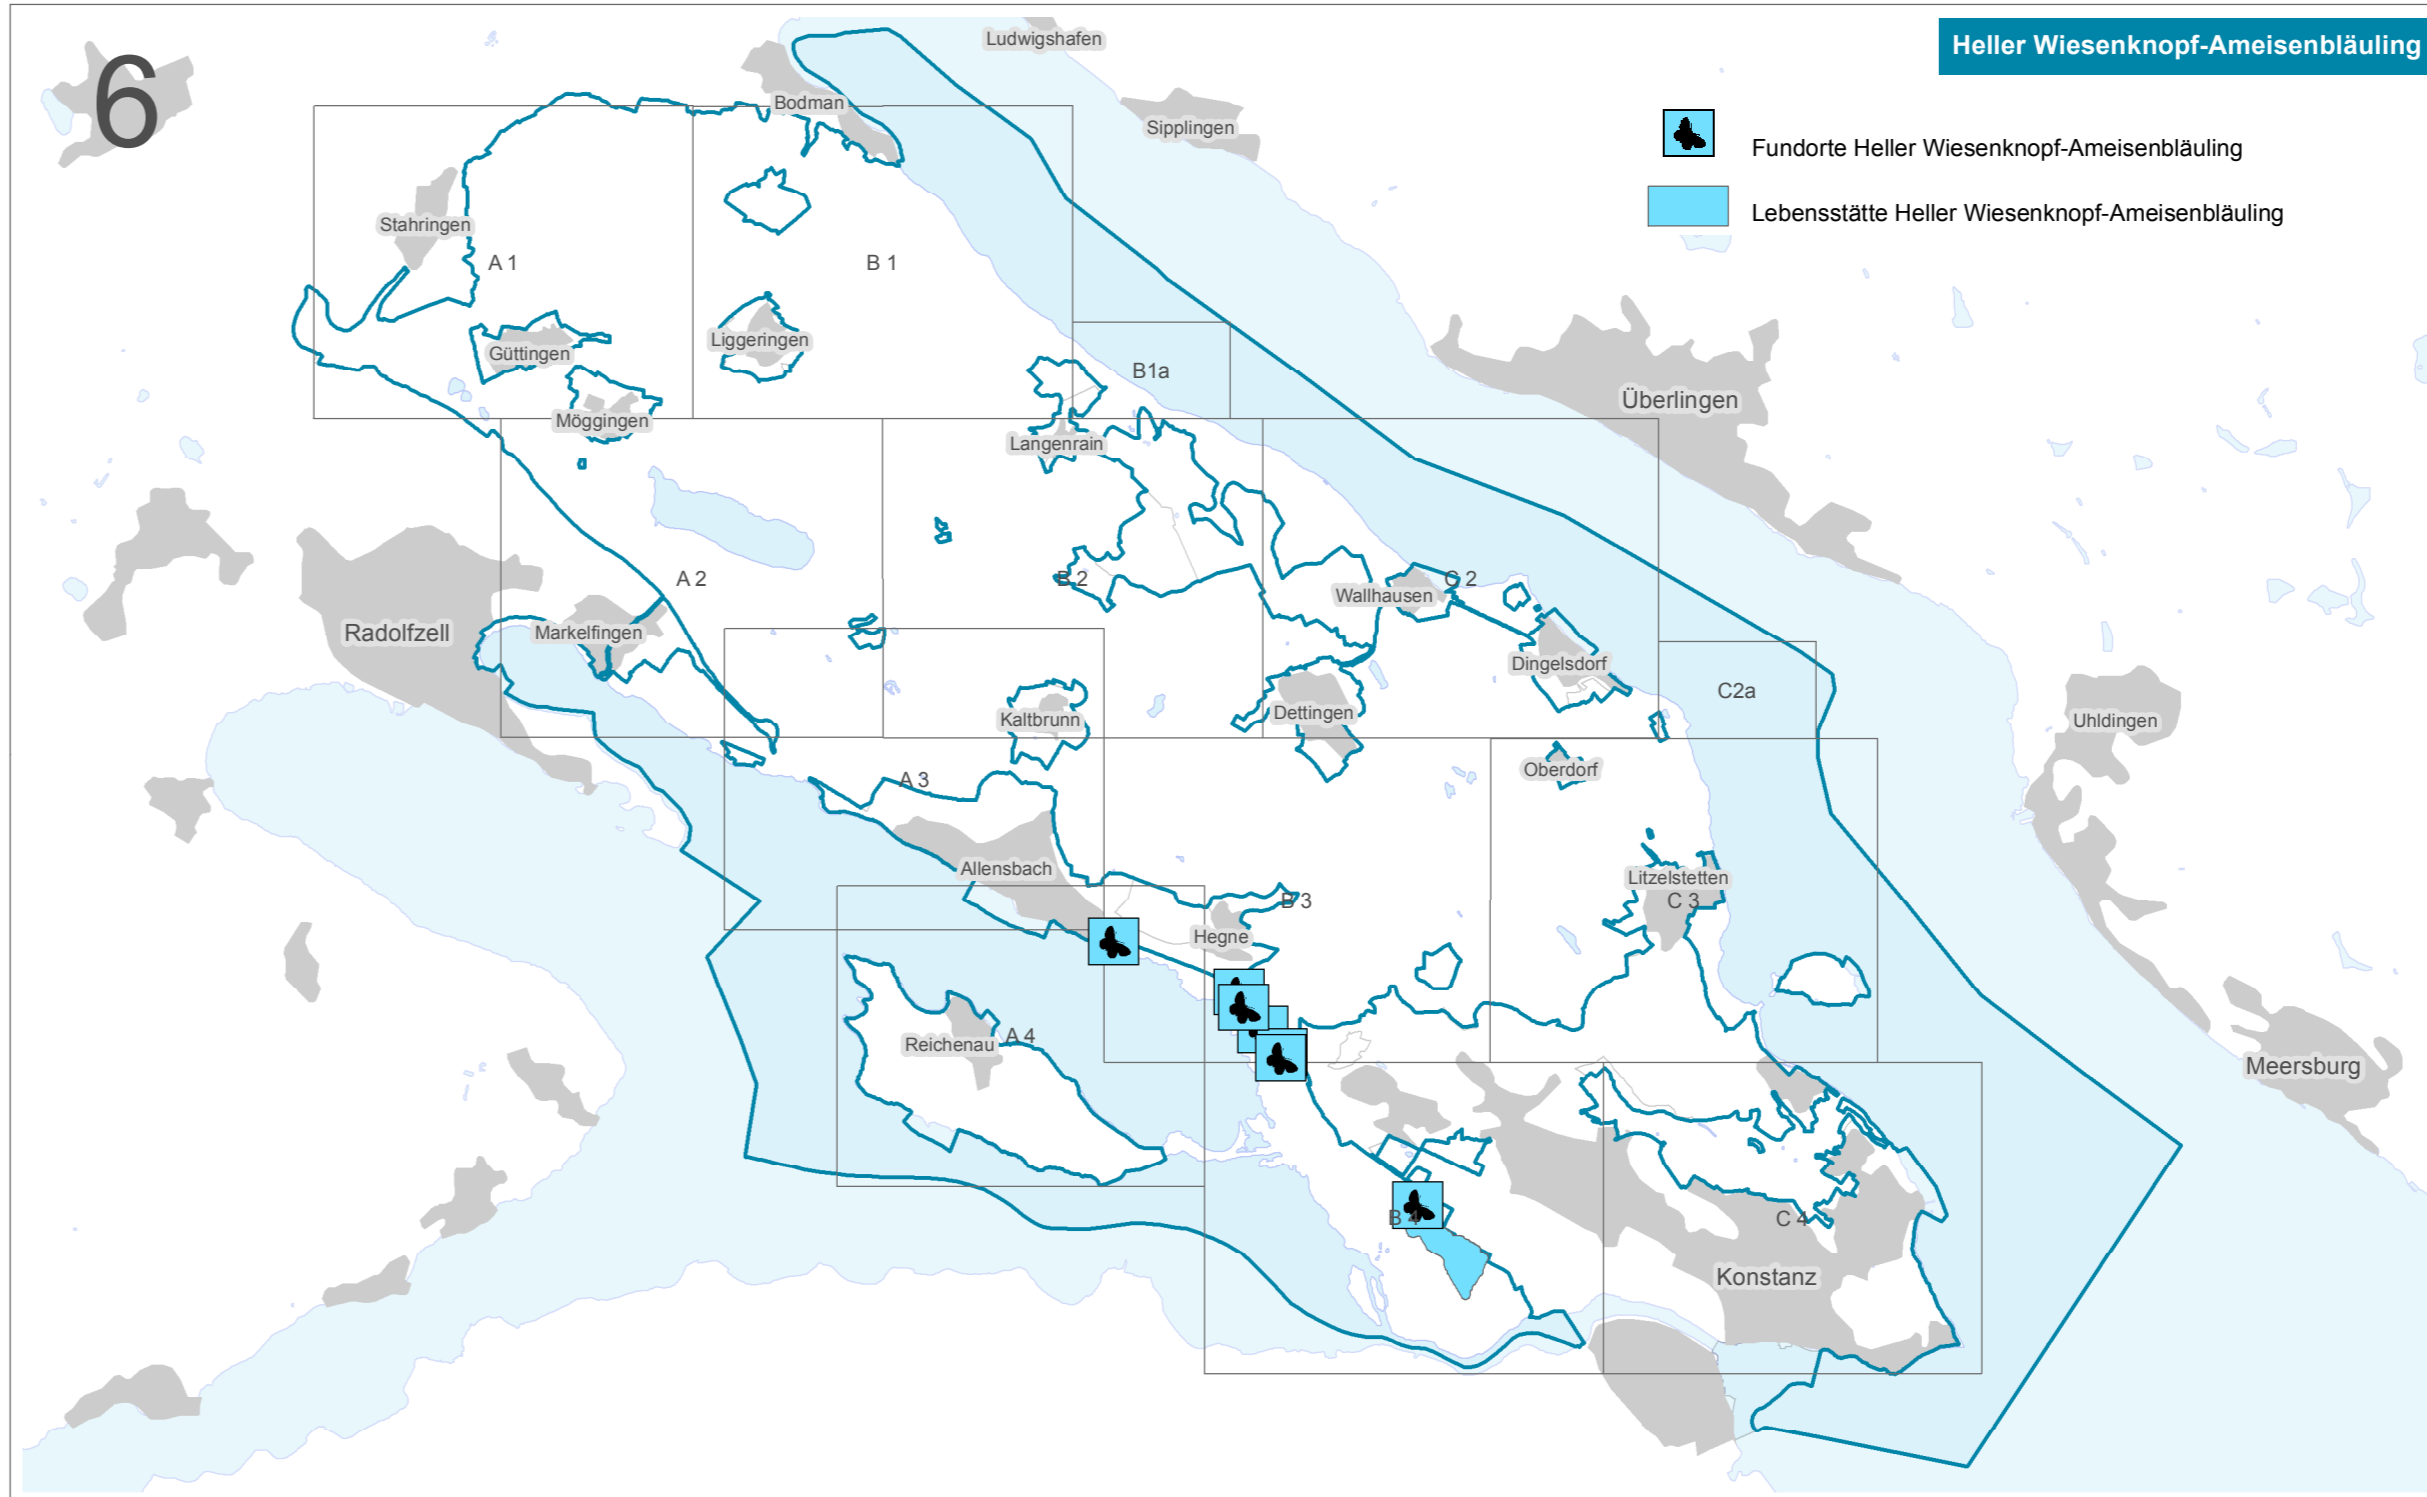 6
Ludwigshafen
Heller Wiesenknopf-Ameisenbläuling
Bodman
Sipplingen
Fundorte Heller Wiesenknopf-Ameisenbläuling
Lebensstätte Heller Wiesenknopf-Ameisenbläuling
Stahringen
A 1
B 1
Güttingen
Liggeringen
B1a
Überlingen
Möggingen
Langenrain
A 2
B 2
C 2
Wallhausen
Radolfzell
Markelfingen
Dingelsdorf
C2a
Kaltbrunn
Dettingen
Uhldingen
A 3
Oberdorf
Allensbach
Litzelstetten
B 3
C 3
Hegne
Reichenau
A 4
Meersburg
B 4
C 4
Konstanz